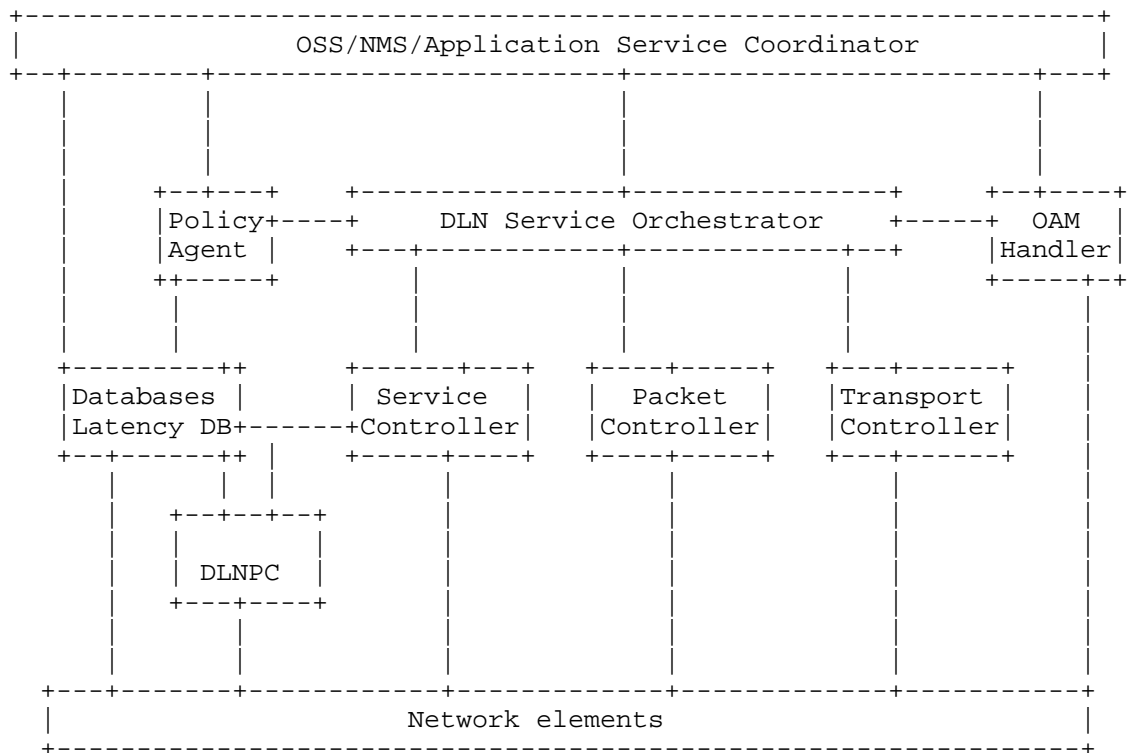 OSS/NMS/Application Service Coordinator
Policy
Agent
DLN Service Orchestrator
OAM
Handler
Databases
Latency DB
Service
Controller
Packet
Controller
Transport
Controller
DLNPC
Network elements